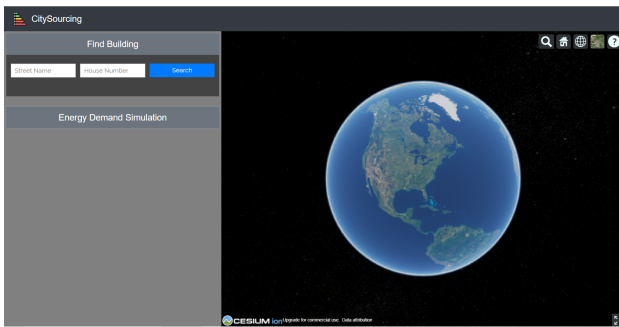 CitySourcing
Find Building
Street Name House Number Search
Energy Demand Simulation
?
CESIUM ion Upgrade for commercial use. Data attribution